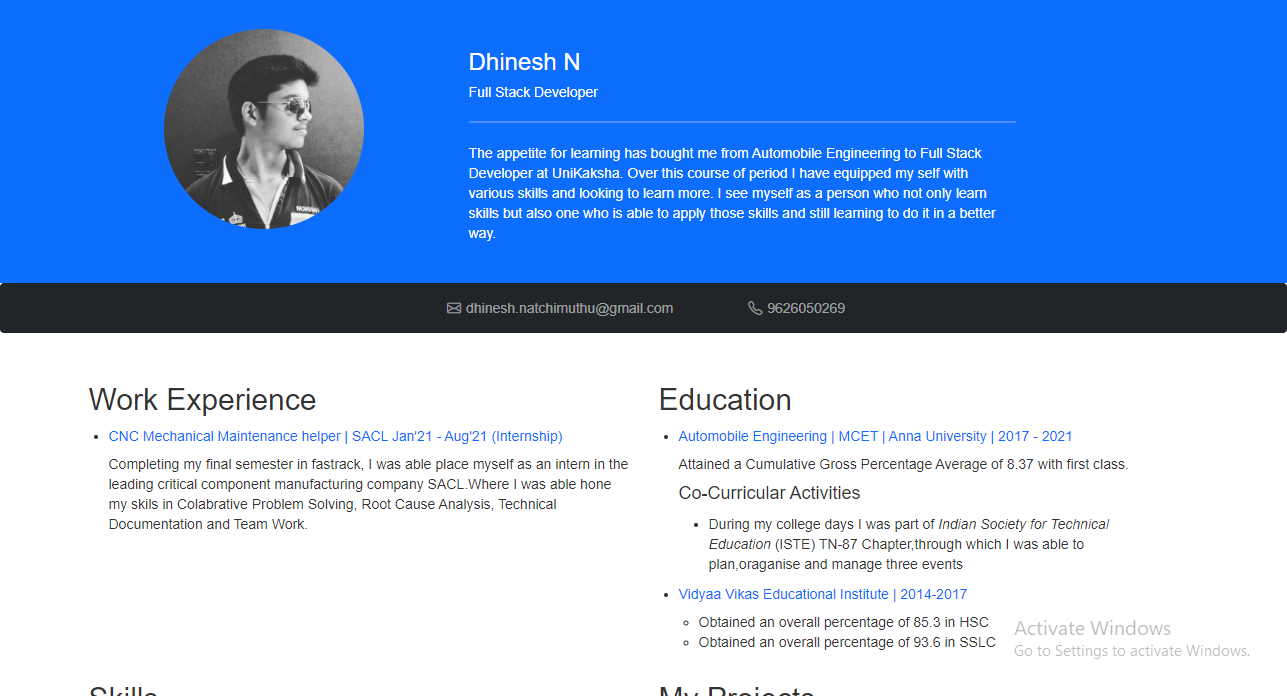 Dhinesh N
Full Stack Developer
The appetite for learning has bought me from Automobile Engineering to Full Stack
Developer at UniKaksha. Over this course of period I have equipped my self with
various skills and looking to learn more. I see myself as a person who not only learn
skills but also one who is able to apply those skills and still learning to do it in a better
way.
dhinesh.natchimuthu@gmail.com
9626050269
Work Experience
CNC Mechanical Maintenance helper | SACL Jan'21 - Aug'21 (Internship)
Completing my final semester in fastrack, I was able place myself as an intern in the
leading critical component manufacturing company SACL.Where I was able hone
my skils in Colabrative Problem Solving, Root Cause Analysis, Technical
Documentation and Team Work.
Education
Automobile Engineering | MCET | Anna University | 2017 - 2021
Attained a Cumulative Gross Percentage Average of 8.37 with first class.
Co-Curricular Activities
During my college days I was part of Indian Society for Technical
Education (ISTE) TN-87 Chapter,through which I was able to
plan,oraganise and manage three events
Vidyaa Vikas Educational Institute | 2014-2017
Obtained an overall percentage of 85.3 in HSC
Obtained an overall percentage of 93.6 in SSLC
Activate Windows
Go to Settings to activate Windows.
Skills
My Projects